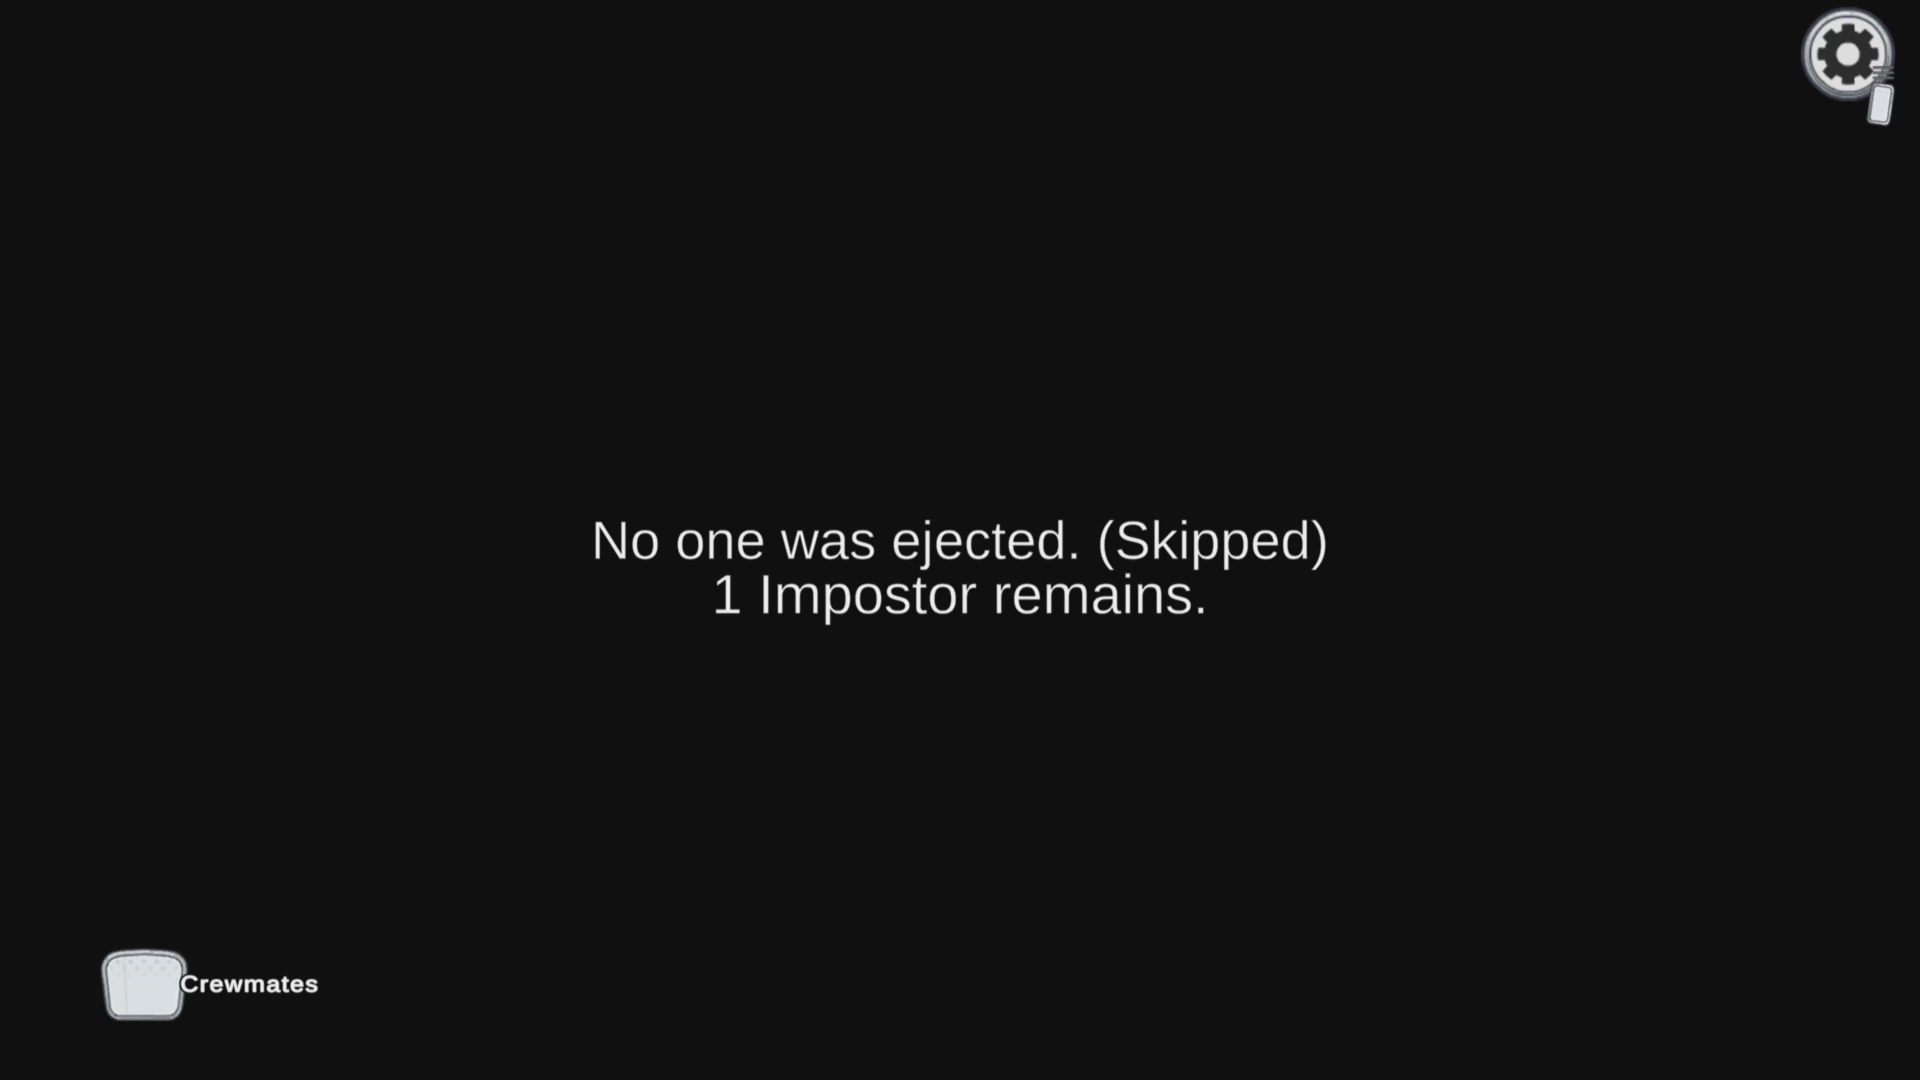 No one was ejected. (Skipped)
1 Impostor remains.
Crewmates